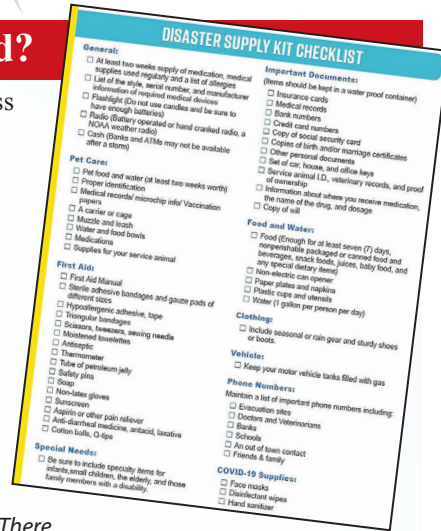 d?
ss
DISASTER SUPPLY KIT CHECKLIST
General:
At least two weeks supply of medication, medical
supplies used regularly and a list of allergies
List of the style, serial number, and manufacturer
information of required medical devices
Flashlight (Do not use candles and be sure to
have enough batteries)
Radio (Battery operated or hand cranked radio, a
NOAA weather radio)
Cash (Banks and ATMs may not be available
after a storm)
Pet Care:
Pet food and water (at least two weeks worth)
Proper identification
Medical records/ microchip info/ Vaccination
papers
A carrier or cage
Muzzle and leash
Water and food bowls
Medications
Supplies for your service animal
First Aid:
First Aid Manual
Sterile adhesive bandages and gauze pads of
different sizes
Hypoallergenic adhesive, tape
Triangular bandages
Scissors, tweezers, sewing needle
Moistened towelettes
Antiseptic
Thermometer
Tube of petroleum jelly
Safety pins
Soap
Non-latex gloves
Sunscreen
Aspirin or other pain reliever
Anti-diarrheal medicine, antacid, laxative
Cotton balls, Q-tips
Special Needs:
Be sure to include specialty items for
infants,small children, the elderly, and those
family members with a disability.
Important Documents:
(Items should be kept in a water proof container)
Insurance cards
Medical records
Bank numbers
Credit card numbers
Copy of social security card
Copies of birth and/or marriage certificates
Other personal documents
Set of car, house, and office keys
Service animal I.D., veterinary records, and proof
of ownership
Information about where you receive medication,
the name of the drug, and dosage
Copy of will
Food and Water:
Food (Enough for at least seven (7) days,
nonperishable packaged or canned food and
beverages, snack foods, juices, baby food, and
any special dietary items)
Non-electric can opener
Paper plates and napkins
Plastic cups and utensils
Water (1 gallon per person per day)
Clothing:
Include seasonal or rain gear and sturdy shoes
or boots.
Vehicle:
Keep your motor vehicle tanks filled with gas
Phone Numbers:
Maintain a list of important phone numbers including:
Evacuation sites
Doctors and Veterinarians
Banks
Schools
An out of town contact
Friends & family
COVID-19 Supplies:
Face masks
Disinfectant wipes
Hand sanitizer
There